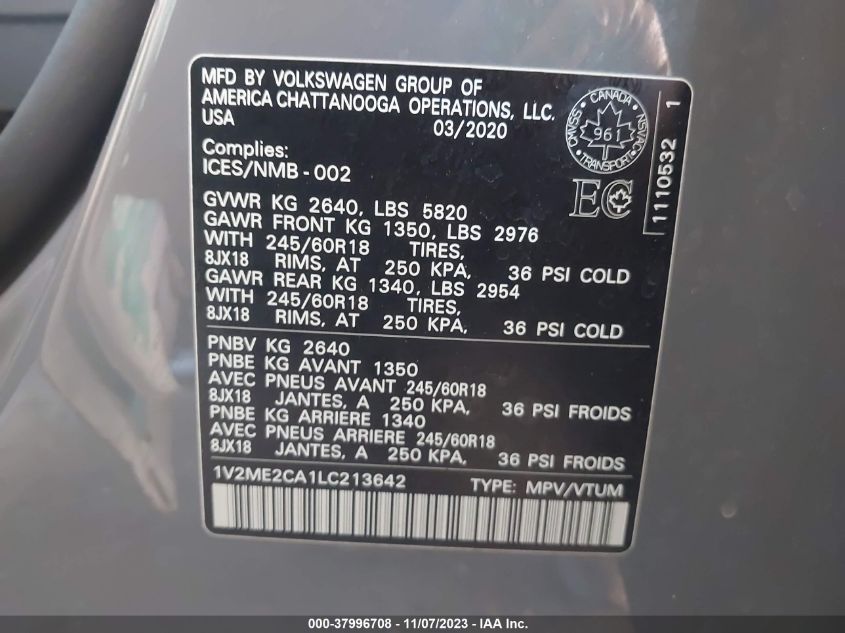 MFD BY VOLKSWAGEN GROUP OF
AMERICA CHATTANOOGA OPERATIONS, LLC.
USA 03/2020
Complies:
ICES/NMB - 002
GVWR KG 2640, LBS 5820
GAWR FRONT KG 1350, LBS 2976
WITH 245/60R18 TIRES,
8JX18 RIMS, AT 250 KPA, 36 PSI COLD
GAWR REAR KG 1340, LBS 2954
WITH 245/60R18 TIRES,
8JX18 RIMS, AT 250 KPA, 36 PSI COLD
CANADA
NSVAC
TRANSPORT
SSMVC
961
EC
1110532 1
PNBV KG 2640
PNBE KG AVANT 1350
AVEC PNEUS AVANT 245/60R18
8JX18 JANTES, A 250 KPA, 36 PSI FROIDS
PNBE KG ARRIERE 1340
AVEC PNEUS ARRIERE 245/60R18
8JX18 JANTES, A 250 KPA, 36 PSI FROIDS
1V2ME2CA1LC213642 TYPE: MPV/VTUM
000-37996708 - 11/07/2023 - IAA Inc.